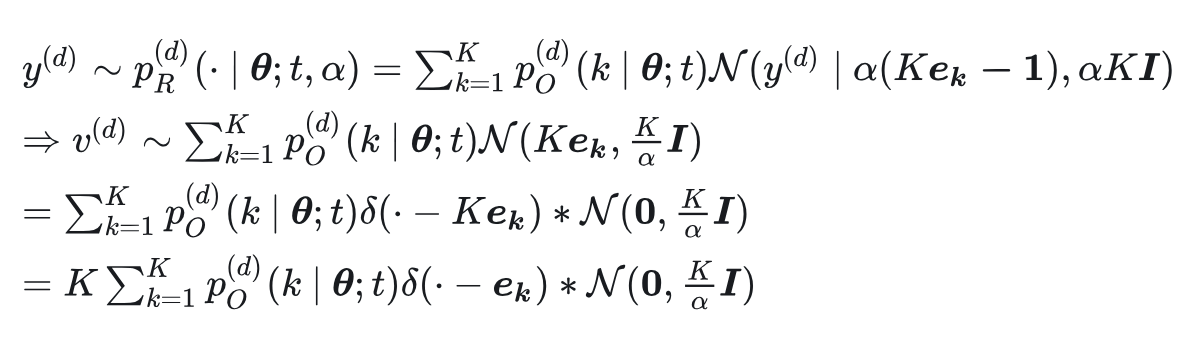 $y^{(d)} \sim p_R^{(d)}(\cdot \mid \boldsymbol{\theta}; t, \alpha) = \sum_{k=1}^{K} p_O^{(d)}(k \mid \boldsymbol{\theta}; t) \mathcal{N}(y^{(d)} \mid \alpha(K\boldsymbol{e_k} - \mathbf{1}), \alpha K \boldsymbol{I})$
$\Rightarrow v^{(d)} \sim \sum_{k=1}^{K} p_O^{(d)}(k \mid \boldsymbol{\theta}; t) \mathcal{N}(K\boldsymbol{e_k}, \frac{K}{\alpha} \boldsymbol{I})$
$= \sum_{k=1}^{K} p_O^{(d)}(k \mid \boldsymbol{\theta}; t) \delta(\cdot - K\boldsymbol{e_k}) * \mathcal{N}(\mathbf{0}, \frac{K}{\alpha} \boldsymbol{I})$
$= K \sum_{k=1}^{K} p_O^{(d)}(k \mid \boldsymbol{\theta}; t) \delta(\cdot - \boldsymbol{e_k}) * \mathcal{N}(\mathbf{0}, \frac{K}{\alpha} \boldsymbol{I})$